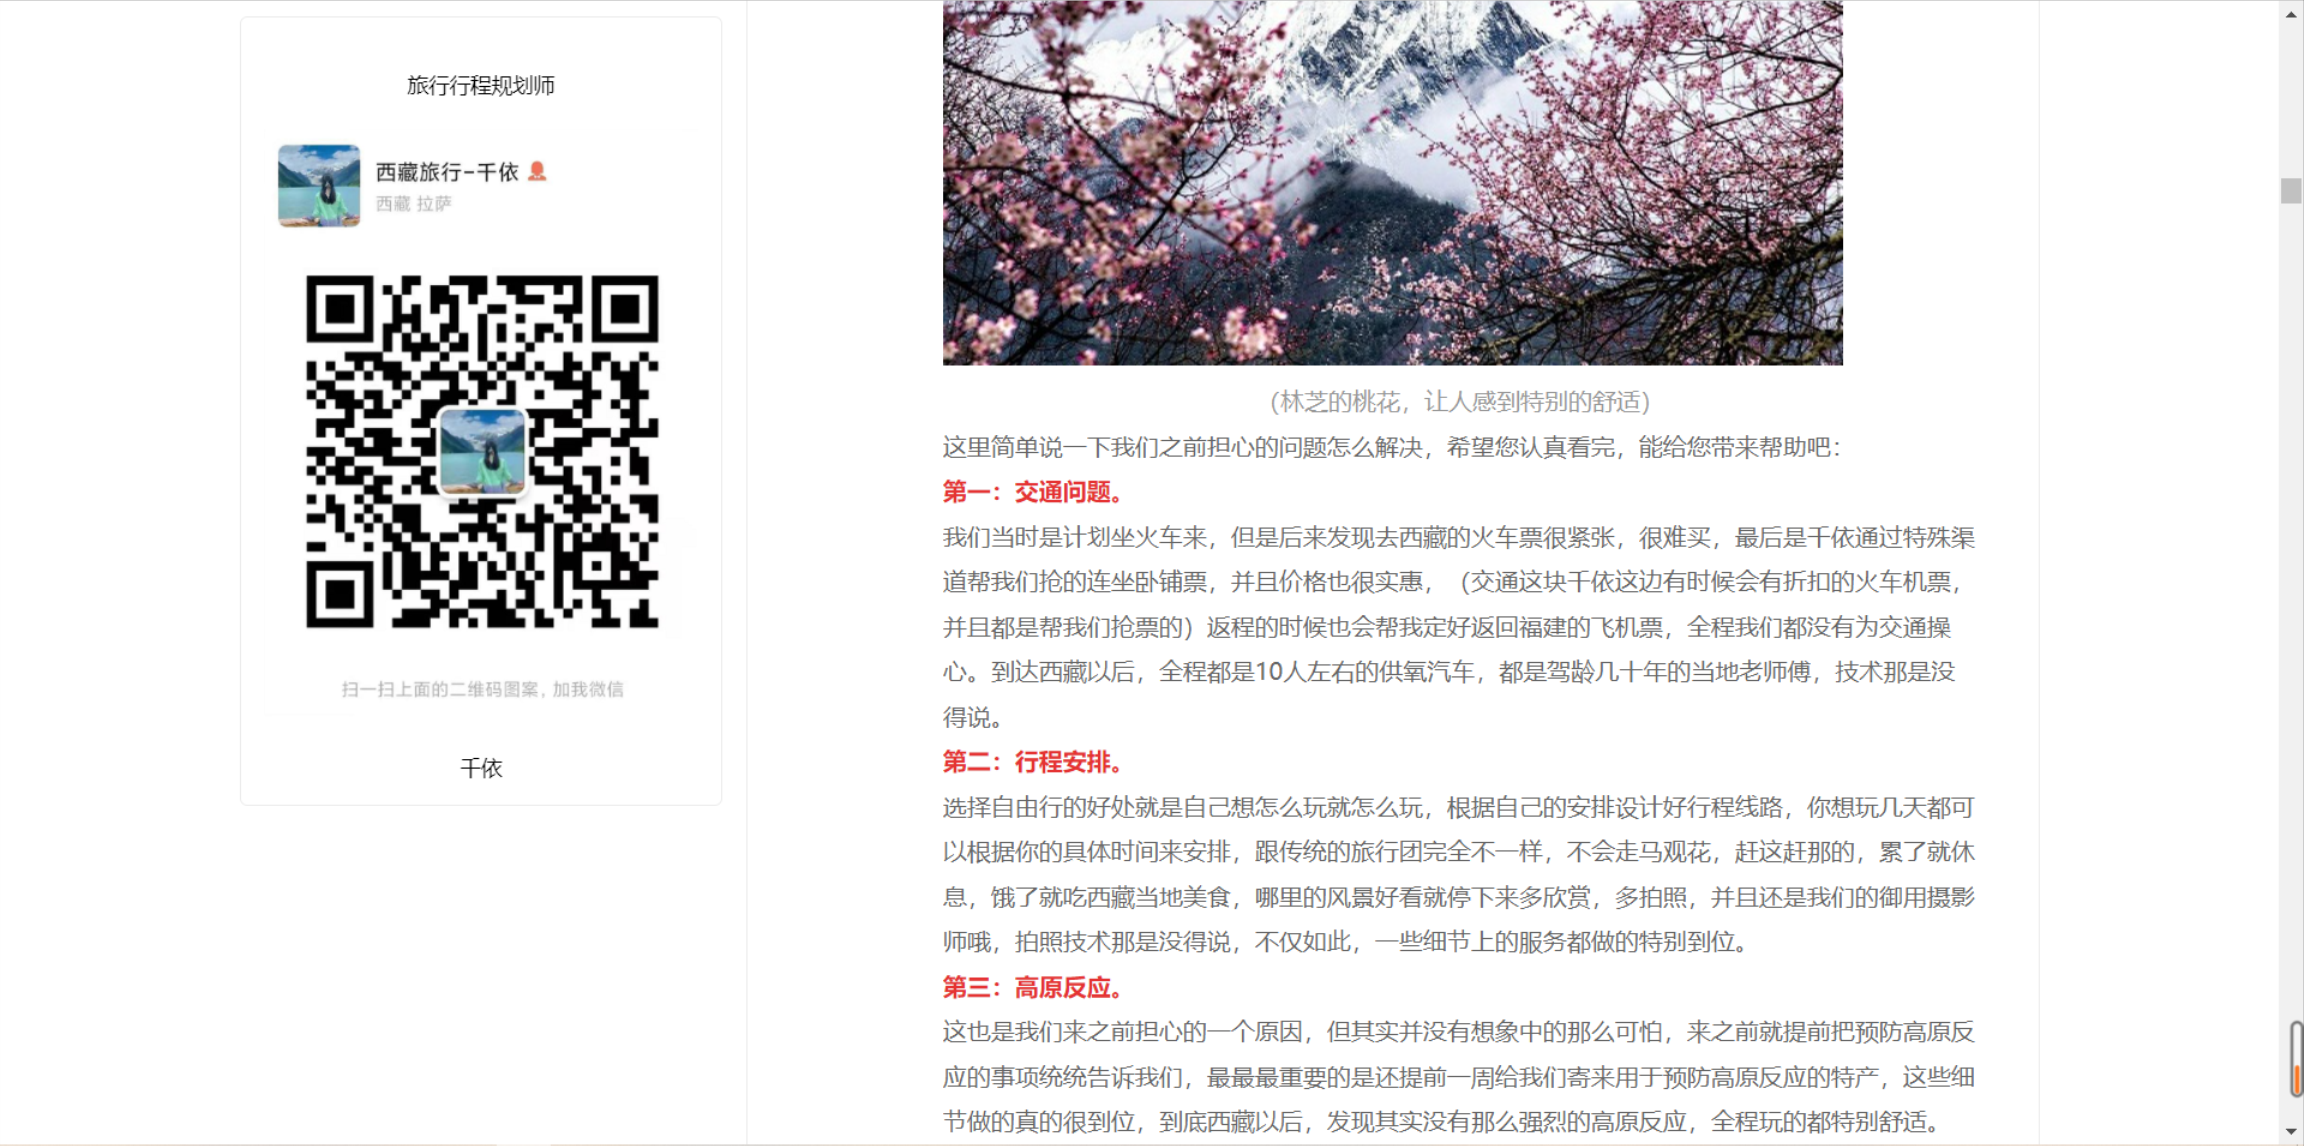 旅行行程规划师
西藏旅行-千依
西藏 拉萨
扫一扫上面的二维码图案，加我微信
千依
（林芝的桃花，让人感到特别的舒适）
这里简单说一下我们之前担心的问题怎么解决，希望您认真看完，能给您带来帮助吧：
第一：交通问题。
我们当时是计划坐火车来，但是后来发现去西藏的火车票很紧张，很难买，最后是千依通过特殊渠
道帮我们抢的连坐卧铺票，并且价格也很实惠，（交通这块千依这边有时候会有折扣的火车机票，
并且都是帮我们抢票的）返程的时候也会帮我定好返回福建的飞机票，全程我们都没有为交通操
心。到达西藏以后，全程都是10人左右的供氧汽车，都是驾龄几十年的当地老师傅，技术那是没
得说。
第二：行程安排。
选择自由行的好处就是自己想怎么玩就怎么玩，根据自己的安排设计好行程线路，你想玩几天都可
以根据你的具体时间来安排，跟传统的旅行团完全不一样，不会走马观花，赶这赶那的，累了就休
息，饿了就吃西藏当地美食，哪里的风景好看就停下来多欣赏，多拍照，并且还是我们的御用摄影
师哦，拍照技术那是没得说，不仅如此，一些细节上的服务都做的特别到位。
第三：高原反应。
这也是我们来之前担心的一个原因，但其实并没有想象中的那么可怕，来之前就提前把预防高原反
应的事项统统告诉我们，最最最重要的是还提前一周给我们寄来用于预防高原反应的特产，这些细
节做的真的很到位，到底西藏以后，发现其实没有那么强烈的高原反应，全程玩的都特别舒适。